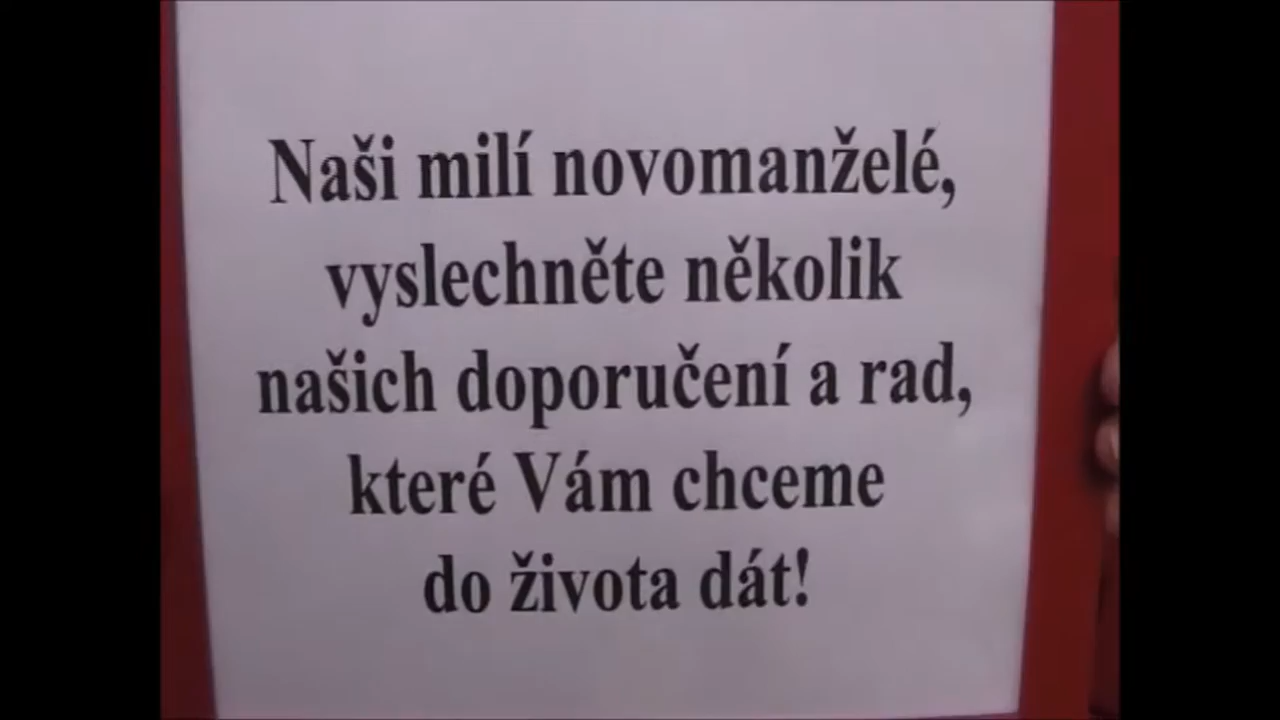 Naši milí novomanželé,
vyslechněte několik
našich doporučení a rad,
které Vám chceme
do života dát!